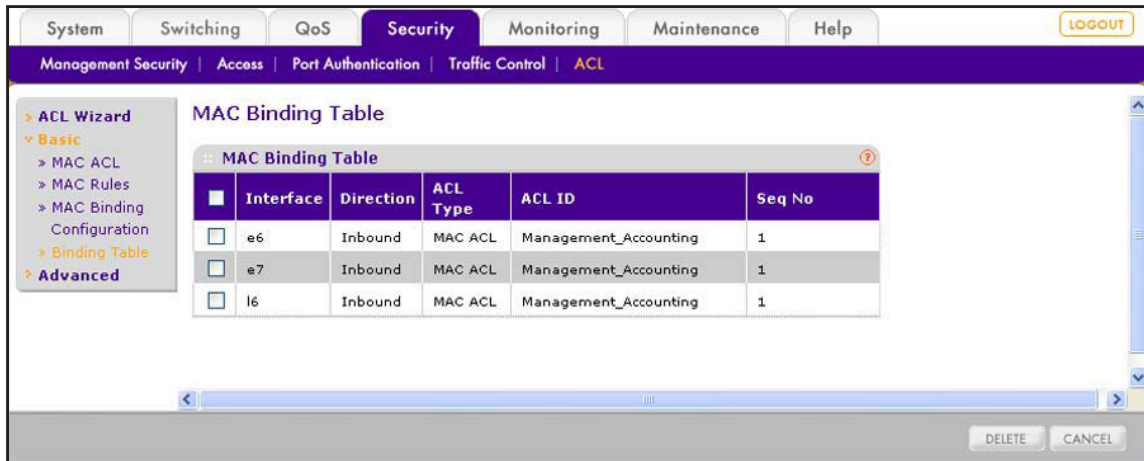 System Switching QoS Security Monitoring Maintenance Help LOGOUT
Management Security | Access | Port Authentication | Traffic Control | ACL
ACL Wizard
Basic
» MAC ACL
» MAC Rules
» MAC Binding
Configuration
» Binding Table
Advanced
MAC Binding Table
MAC Binding Table ?
Interface Direction ACL Type ACL ID Seq No
e6 Inbound MAC ACL Management_Accounting 1
e7 Inbound MAC ACL Management_Accounting 1
l6 Inbound MAC ACL Management_Accounting 1
DELETE CANCEL